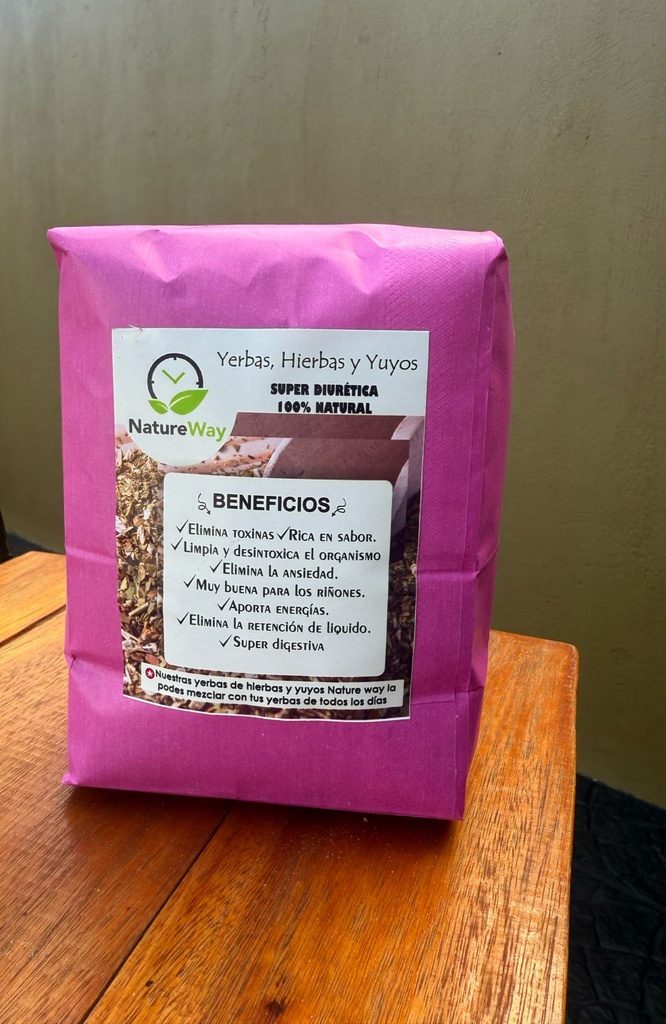 Yerbas, Hierbas y Yuyos
SUPER DIURÉTICA
100% NATURAL
NatureWay
BENEFICIOS
✓Elimina toxinas ✓Rica en sabor.
✓Limpia y desintoxica el organismo
✓Elimina la ansiedad.
✓Muy buena para los riñones.
✓Aporta energías.
✓Elimina la retención de liquido.
✓Super digestiva
Nuestras yerbas de hierbas y yuyos Nature way la
podes mezclar con tus yerbas de todos los días